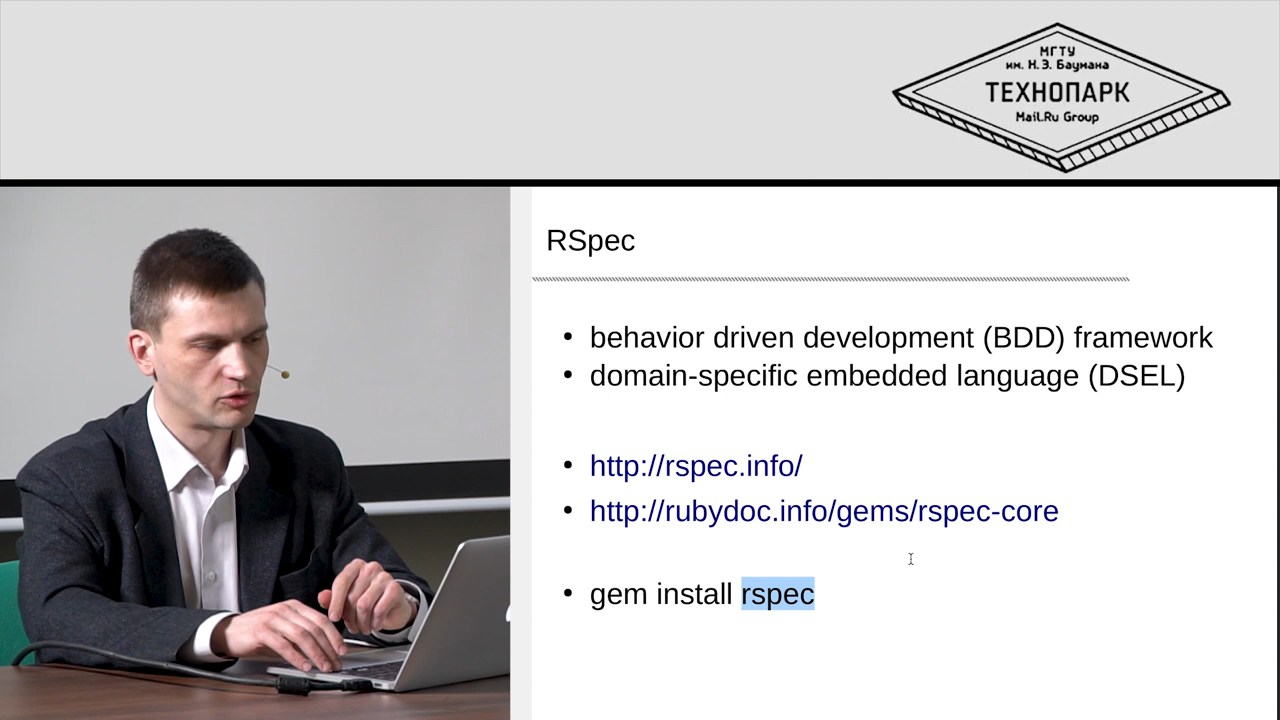 МГТУ
им. Н.Э. Баумана
ТЕХНОПАРК
Mail.Ru Group
RSpec
behavior driven development (BDD) framework
domain-specific embedded language (DSEL)
http://rspec.info/
http://rubydoc.info/gems/rspec-core
gem install rspec